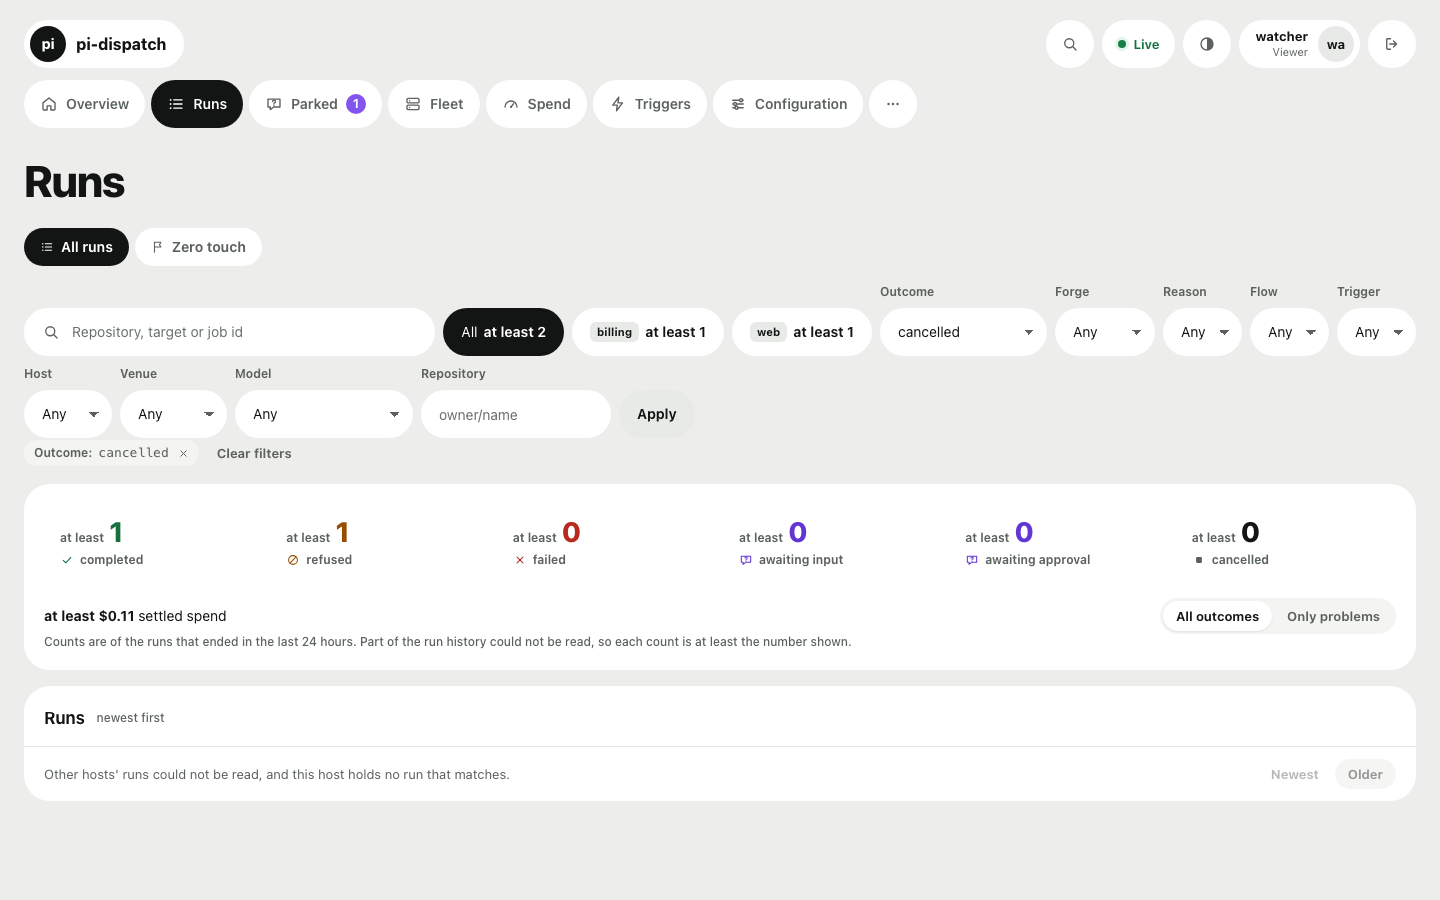 pi pi-dispatch
Live
watcher
Viewer
wa
Overview Runs Parked 1 Fleet Spend Triggers Configuration ...
Runs
All runs Zero touch
Outcome Forge Reason Flow Trigger
Repository, target or job id All at least 2 billing at least 1 web at least 1 cancelled Any Any Any Any
Host Venue Model Repository
Any Any Any owner/name Apply
Outcome: cancelled × Clear filters
at least 1 at least 1 at least 0 at least 0 at least 0 at least 0
completed refused failed awaiting input awaiting approval cancelled
at least $0.11 settled spend All outcomes Only problems
Counts are of the runs that ended in the last 24 hours. Part of the run history could not be read, so each count is at least the number shown.
Runs newest first
Other hosts' runs could not be read, and this host holds no run that matches. Newest Older